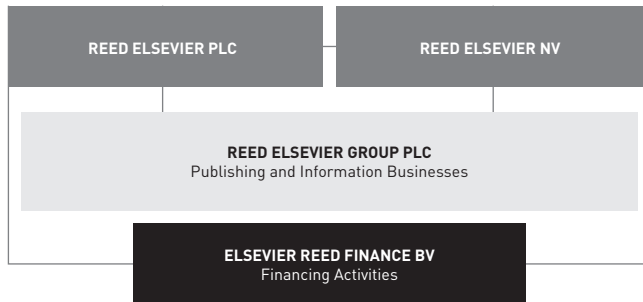 REED ELSEVIER PLC
REED ELSEVIER NV
REED ELSEVIER GROUP PLC
Publishing and Information Businesses
ELSEVIER REED FINANCE BV
Financing Activities